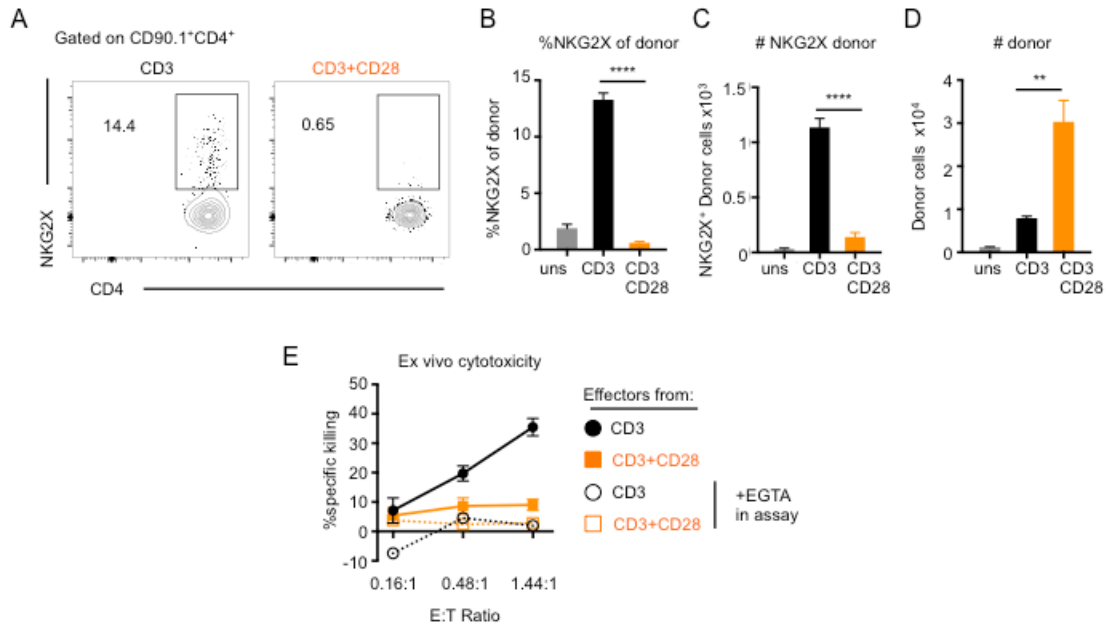 A
Gated on CD90.1⁺CD4⁺
CD3
CD3+CD28
14.4
0.65
NKG2X
CD4
B
%NKG2X of donor
****
15
10
5
0
%NKG2X of donor
uns
CD3
CD3
CD28
C
# NKG2X donor
****
1.5
1
0.5
0
NKG2X⁺ Donor cells x10³
uns
CD3
CD3
CD28
D
# donor
**
4
3
2
1
0
Donor cells x10⁴
uns
CD3
CD3
CD28
E
Ex vivo cytotoxicity
50
40
30
20
10
0
-10
%specific killing
0.16:1
0.48:1
1.44:1
E:T Ratio
Effectors from:
CD3
CD3+CD28
CD3
CD3+CD28
+EGTA
in assay